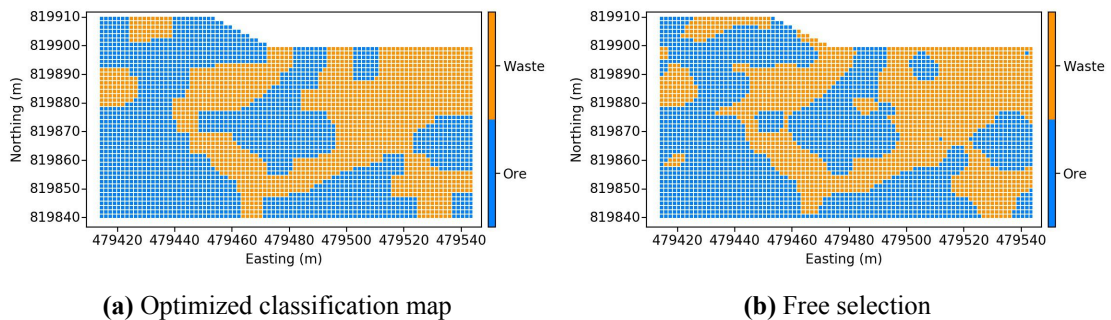 819910
819900
819890
819880
819870
819860
819850
819840
Northing (m)
479420 479440 479460 479480 479500 479520 479540
Easting (m)
Waste
Ore
(a) Optimized classification map
819910
819900
819890
819880
819870
819860
819850
819840
Northing (m)
479420 479440 479460 479480 479500 479520 479540
Easting (m)
Waste
Ore
(b) Free selection